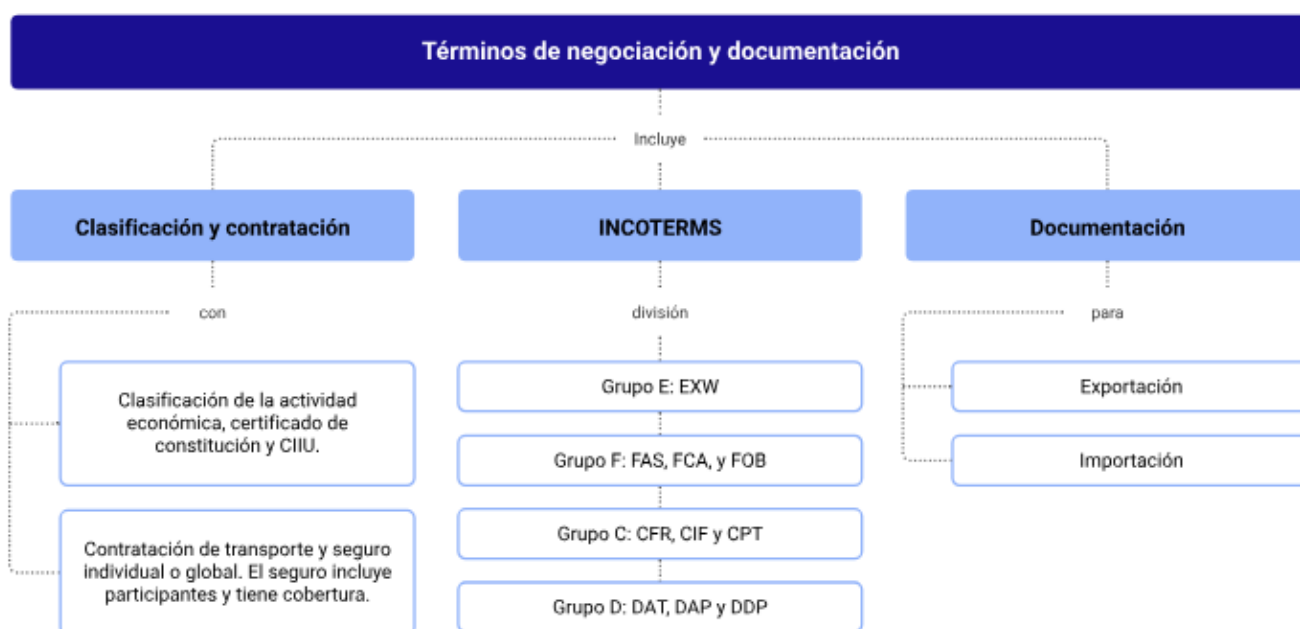 Términos de negociación y documentación
Incluye
Clasificación y contratación
INCOTERMS
Documentación
con
división
para
Clasificación de la actividad
económica, certificado de
constitución y CIIU.
Contratación de transporte y seguro
individual o global. El seguro incluye
participantes y tiene cobertura.
Grupo E: EXW
Grupo F: FAS, FCA, y FOB
Grupo C: CFR, CIF y CPT
Grupo D: DAT, DAP y DDP
Exportación
Importación